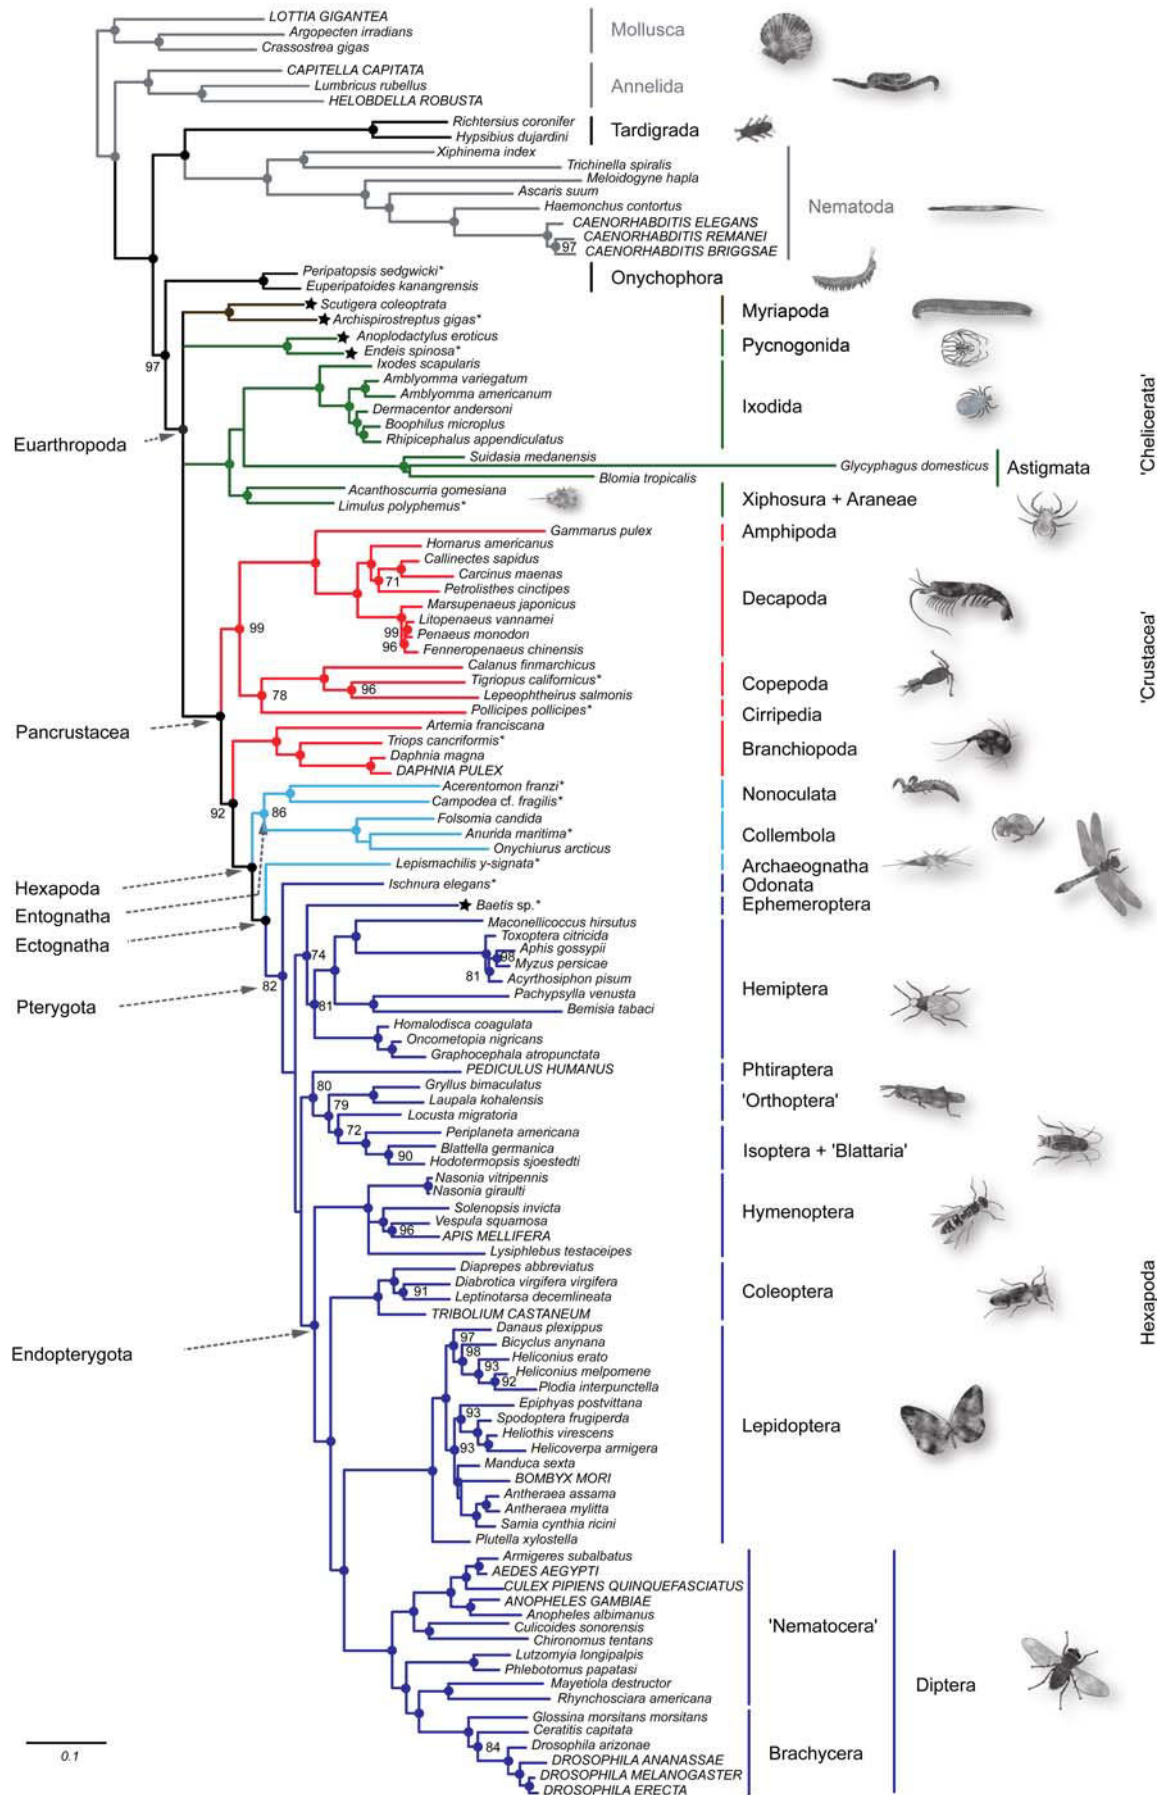 LOTTIA GIGANTEA
Argopecten irradians
Crassostrea gigas
Mollusca
CAPITELLA CAPITATA
Lumbricus rubellus
HELOBDELLA ROBUSTA
Annelida
Richtersius coronifer
Hypsibius dujardini
Tardigrada
Xiphinema index
Trichinella spiralis
Meloidogyne hapla
Ascaris suum
Haemonchus contortus
CAENORHABDITIS ELEGANS
CAENORHABDITIS REMANEI
97
CAENORHABDITIS BRIGGSAE
Nematoda
Peripatopsis sedgwicki*
Euperipatoides kanangrensis
Onychophora
Scutigera coleoptrata
Archispirostreptus gigas*
Myriapoda
Anoplodactylus eroticus
Endeis spinosa*
Pycnogonida
97
Ixodes scapularis
Amblyomma variegatum
Amblyomma americanum
Dermacentor andersoni
Boophilus microplus
Rhipicephalus appendiculatus
Ixodida
Euarthropoda
Suidasia medanensis
Glycyphagus domesticus
Blomia tropicalis
Astigmata
'Chelicerata'
Acanthoscurria gomesiana
Limulus polyphemus*
Xiphosura + Araneae
Gammarus pulex
Amphipoda
Homarus americanus
Callinectes sapidus
Carcinus maenas
71
Petrolisthes cinctipes
Marsupenaeus japonicus
Litopenaeus vannamei
99
Penaeus monodon
96
Fenneropenaeus chinensis
Decapoda
99
'Crustacea'
Calanus finmarchicus
Tigriopus californicus*
96
Lepeophtheirus salmonis
Copepoda
78
Pollicipes pollicipes*
Cirripedia
Pancrustacea
Artemia franciscana
Triops cancriformis*
Daphnia magna
DAPHNIA PULEX
Branchiopoda
92
Acerentomon franzi*
Campodea cf. fragilis*
Nonoculata
86
Folsomia candida
Anurida maritima*
Onychiurus arcticus
Collembola
Lepismachilis y-signata*
Archaeognatha
Hexapoda
Ischnura elegans*
Odonata
Entognatha
Baetis sp.*
Ephemeroptera
Ectognatha
74
82
Pterygota
Maconellicoccus hirsutus
Toxoptera citricida
Aphis gossypii
98
Myzus persicae
81
Acyrthosiphon pisum
Pachypsylla venusta
81
Bemisia tabaci
Homalodisca coagulata
Oncometopia nigricans
Graphocephala atropunctata
Hemiptera
PEDICULUS HUMANUS
Phtiraptera
80
Gryllus bimaculatus
Laupala kohalensis
79
Locusta migratoria
'Orthoptera'
72
Periplaneta americana
Blattella germanica
90
Hodotermopsis sjoestedti
Isoptera + 'Blattaria'
Nasonia vitripennis
Nasonia giraulti
Solenopsis invicta
Vespula squamosa
96
APIS MELLIFERA
Lysiphlebus testaceipes
Hymenoptera
Hexapoda
Diaprepes abbreviatus
Diabrotica virgifera virgifera
91
Leptinotarsa decemlineata
TRIBOLIUM CASTANEUM
Coleoptera
Endopterygota
Danaus plexippus
97
Bicyclus anynana
98
Heliconius erato
93
Heliconius melpomene
92
Plodia interpunctella
Epiphyas postvittana
93
Spodoptera frugiperda
Heliothis virescens
93
Helicoverpa armigera
Manduca sexta
BOMBYX MORI
Antheraea assama
Antheraea mylitta
Samia cynthia ricini
Plutella xylostella
Lepidoptera
Armigeres subalbatus
AEDES AEGYPTI
CULEX PIPIENS QUINQUEFASCIATUS
ANOPHELES GAMBIAE
Anopheles albimanus
Culicoides sonorensis
Chironomus tentans
Lutzomyia longipalpis
Phlebotomus papatasi
Mayetiola destructor
Rhynchosciara americana
'Nematocera'
Diptera
Glossina morsitans morsitans
Ceratitis capitata
84
Drosophila arizonae
DROSOPHILA ANANASSAE
DROSOPHILA MELANOGASTER
DROSOPHILA ERECTA
Brachycera
0.1